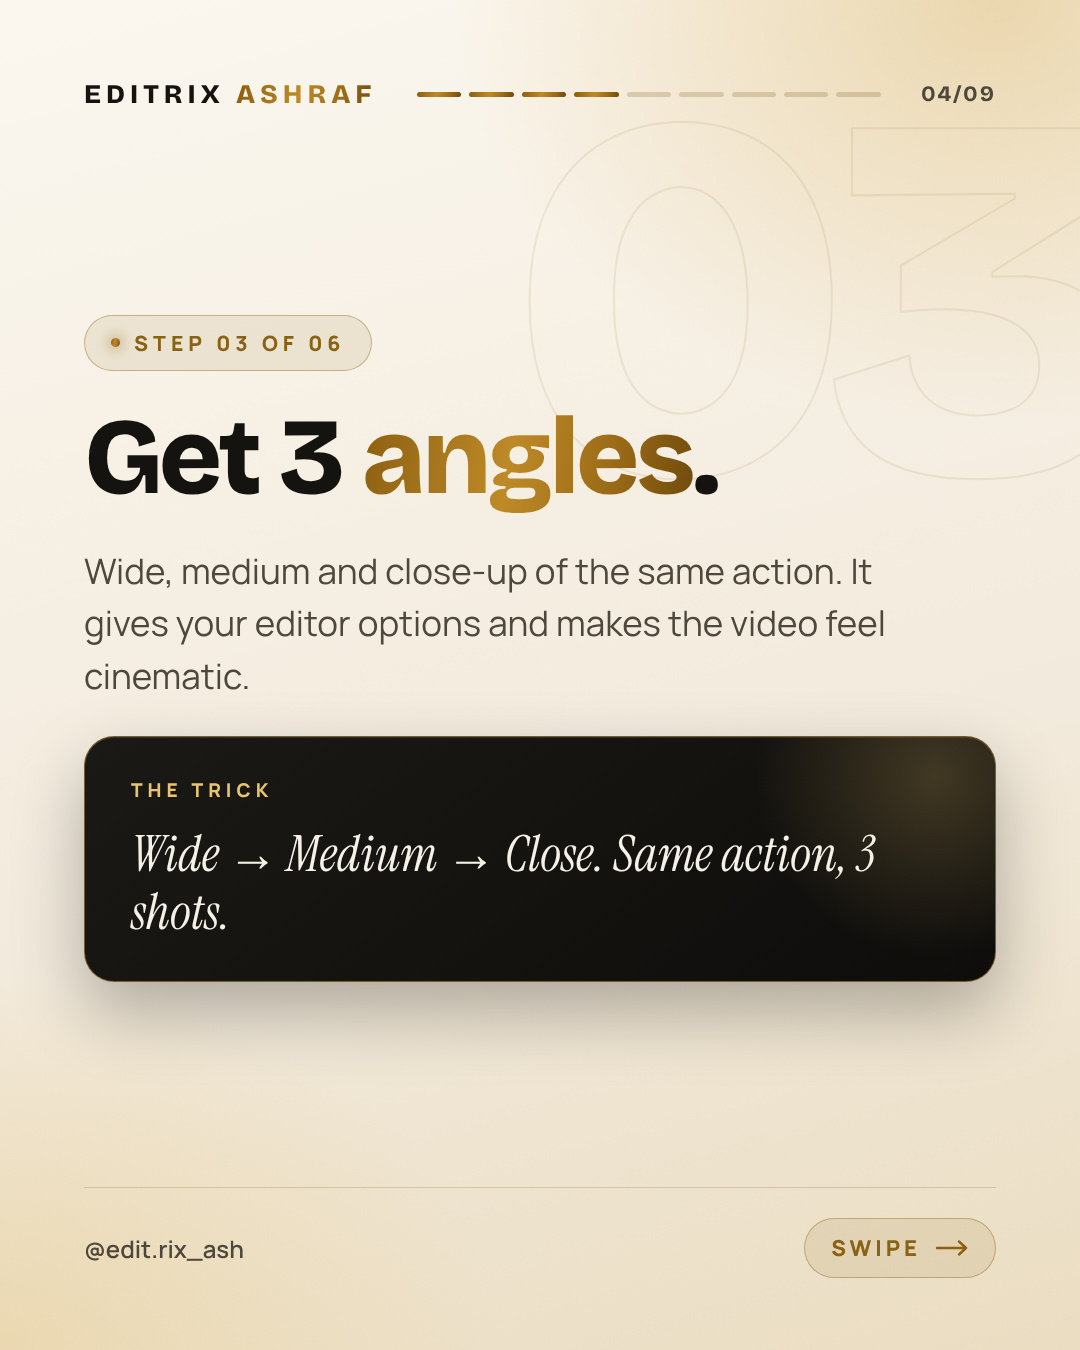 EDITRIX ASHRAF
04/09
03
STEP 03 OF 06
Get 3 angles.
Wide, medium and close-up of the same action. It
gives your editor options and makes the video feel
cinematic.
THE TRICK
Wide → Medium → Close. Same action, 3
shots.
@edit.rix_ash
SWIPE →